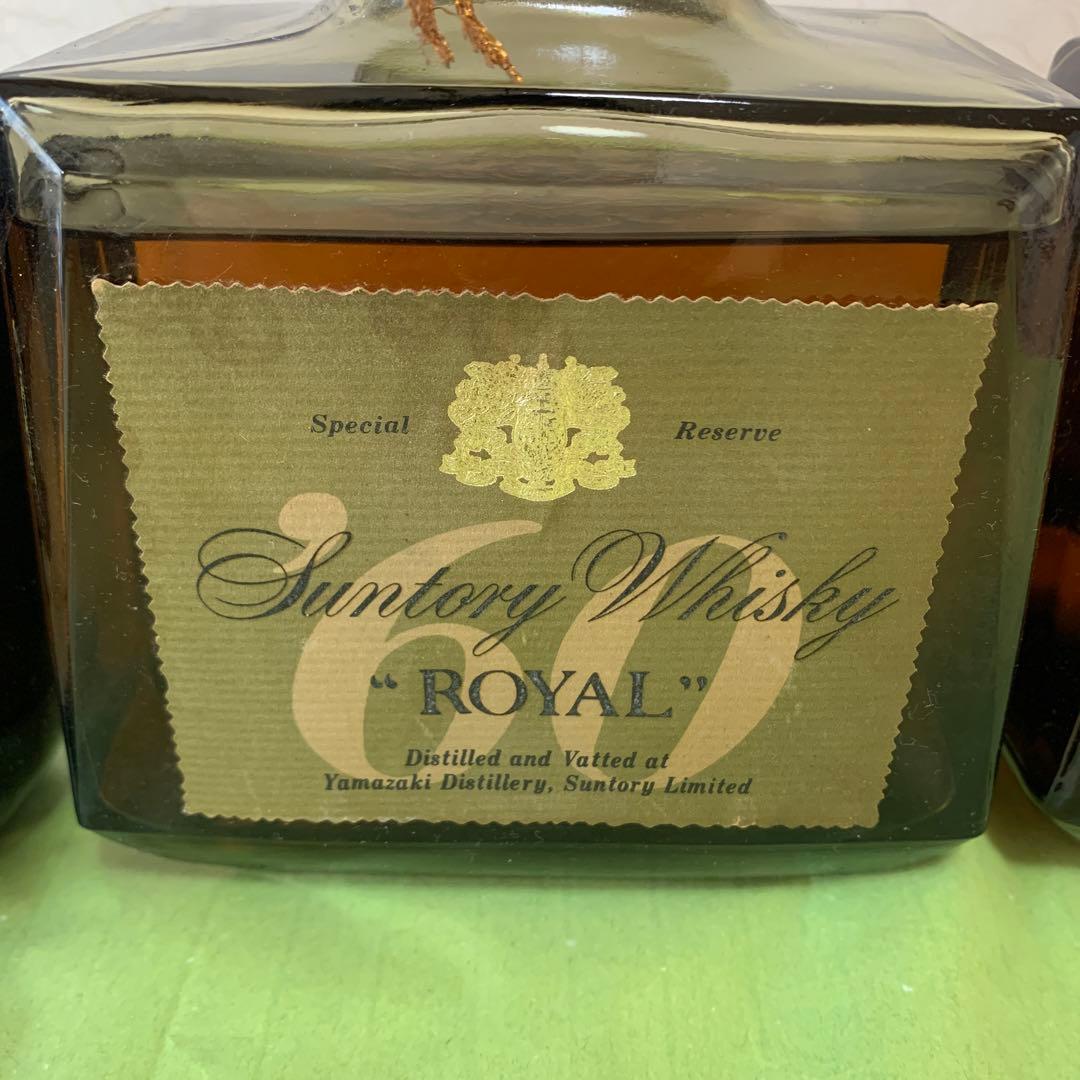 Special Reserve
'60
Suntory Whisky
“ROYAL”
Distilled and Vatted at
Yamazaki Distillery, Suntory Limited